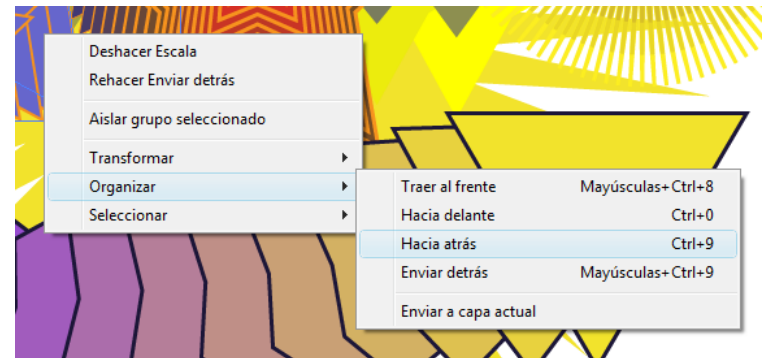 Deshacer Escala
Rehacer Enviar detrás
Aislar grupo seleccionado
Transformar
Organizar
Seleccionar
Traer al frente Mayúsculas+Ctrl+8
Hacia delante Ctrl+0
Hacia atrás Ctrl+9
Enviar detrás Mayúsculas+Ctrl+9
Enviar a capa actual